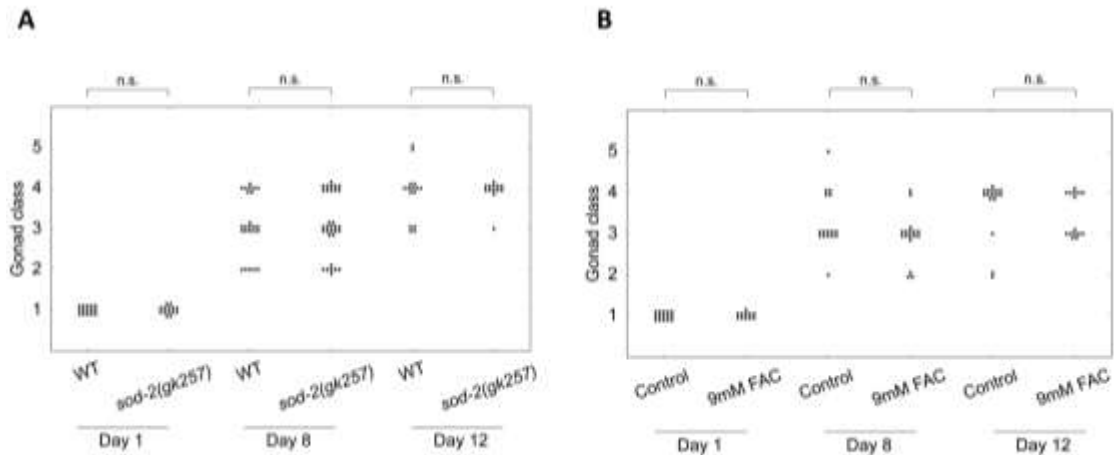 A
n.s.
n.s.
n.s.
Gonad class
5
4
3
2
1
WT
sod-2(gk257)
WT
sod-2(gk257)
WT
sod-2(gk257)
Day 1
Day 8
Day 12
B
n.s.
n.s.
n.s.
Gonad class
5
4
3
2
1
Control
9mM FAC
Control
9mM FAC
Control
9mM FAC
Day 1
Day 8
Day 12